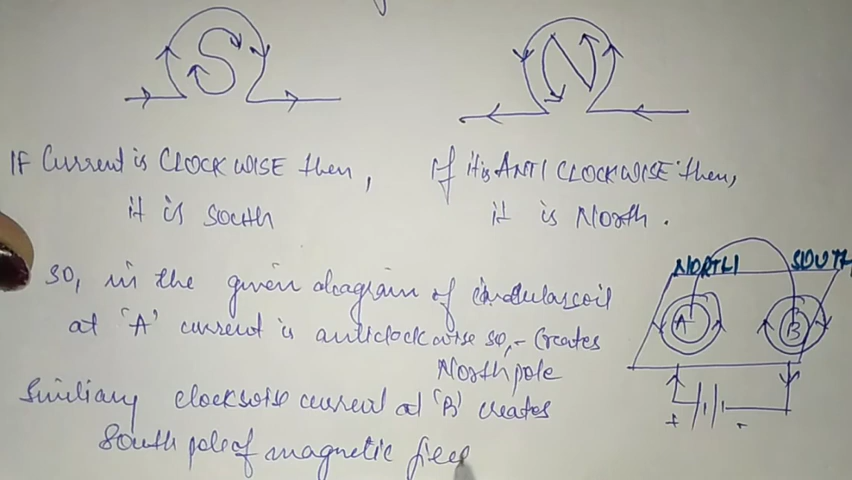 S
N
IF Current is CLOCKWISE then,
it is SOUTH
If it is ANTI CLOCKWISE then,
it is North.
NORTH
SOUTH
A
B
+
-
SO, in the given diagram of circular coil
at 'A' current is anticlockwise so,- Creates
North pole
Similiary clockwise current at 'B' creates
South pole of magnetic fiel